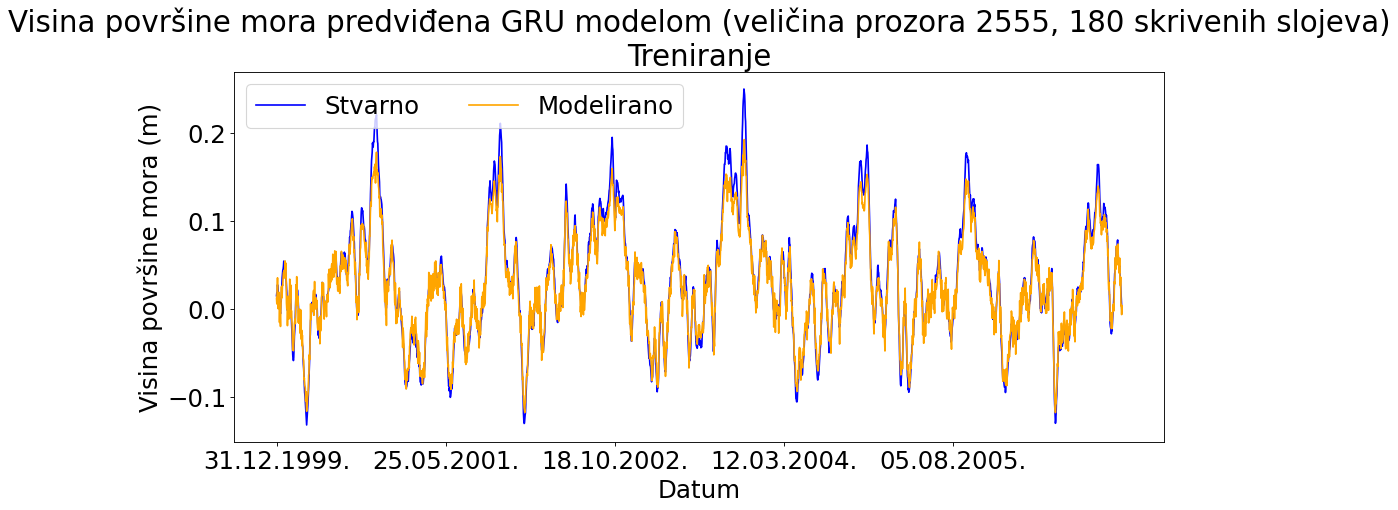 Visina površine mora predviđena GRU modelom (veličina prozora 2555, 180 skrivenih slojeva)
Treniranje
Stvarno Modelirano
Visina površine mora (m)
0.2
0.1
0.0
−0.1
31.12.1999. 25.05.2001. 18.10.2002. 12.03.2004. 05.08.2005.
Datum